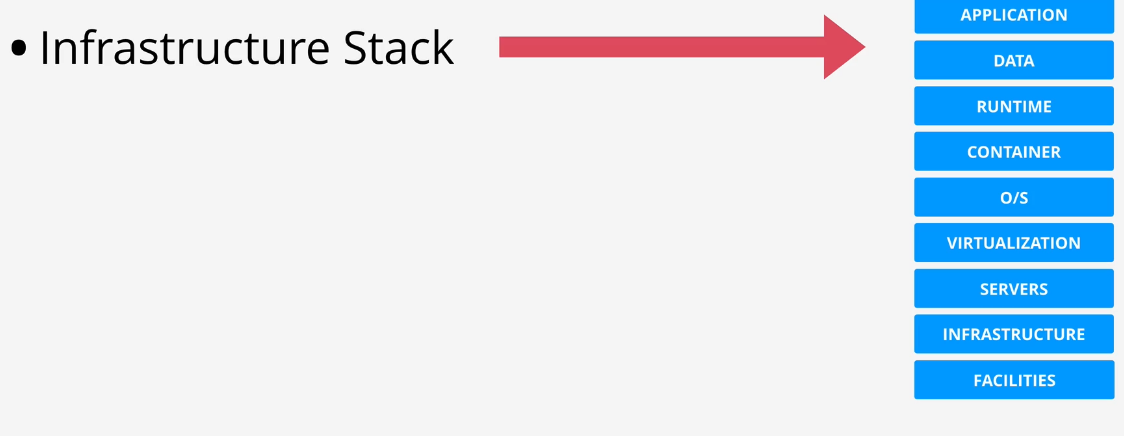 • Infrastructure Stack
APPLICATION
DATA
RUNTIME
CONTAINER
O/S
VIRTUALIZATION
SERVERS
INFRASTRUCTURE
FACILITIES